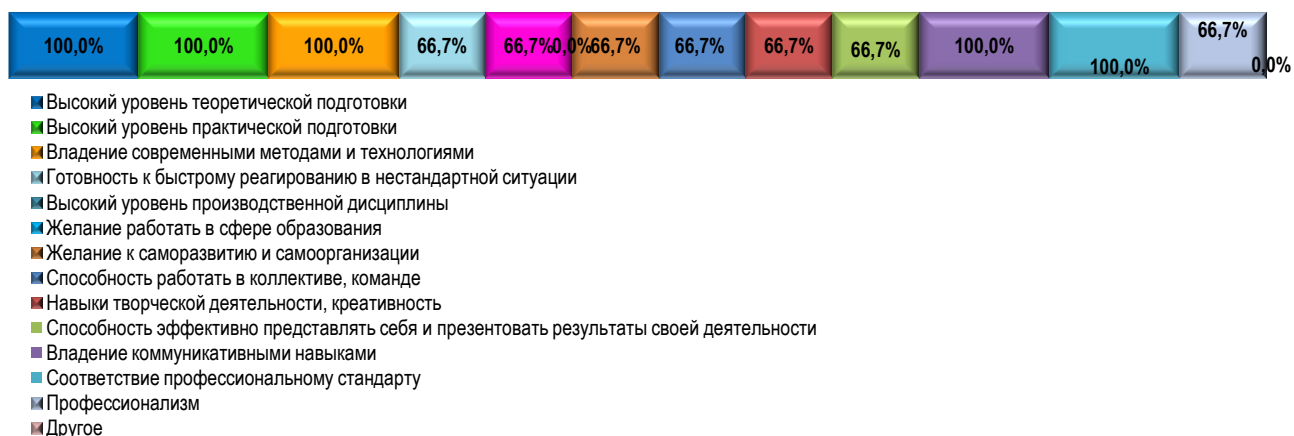 100,0% 100,0% 100,0% 66,7% 66,7% 0,0% 66,7% 66,7% 66,7% 66,7% 100,0% 100,0% 66,7% 0,0%
Высокий уровень теоретической подготовки
Высокий уровень практической подготовки
Владение современными методами и технологиями
Готовность к быстрому реагированию в нестандартной ситуации
Высокий уровень производственной дисциплины
Желание работать в сфере образования
Желание к саморазвитию и самоорганизации
Способность работать в коллективе, команде
Навыки творческой деятельности, креативность
Способность эффективно представлять себя и презентовать результаты своей деятельности
Владение коммуникативными навыками
Соответствие профессиональному стандарту
Профессионализм
Другое